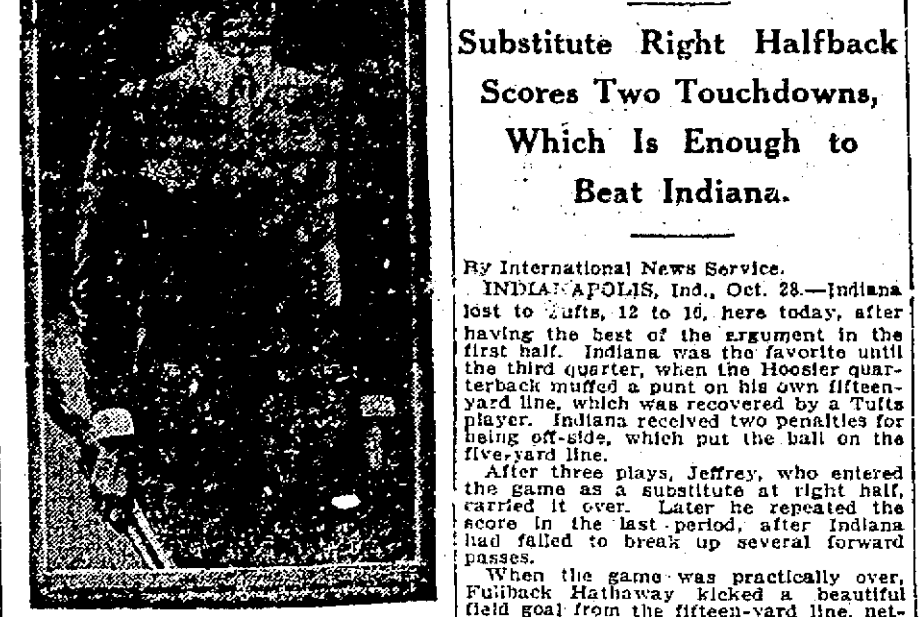 Substitute Right Halfback
Scores Two Touchdowns,
Which Is Enough to
Beat Indiana.
By International News Service.
INDIANAPOLIS, Ind., Oct. 28.—Indiana
lost to Tufts, 12 to 10, here today, after
having the best of the argument in the
first half. Indiana was the favorite until
the third quarter, when the Hoosier quar-
terback muffed a punt on his own fifteen-
yard line, which was recovered by a Tufts
player. Indiana received two penalties for
being off-side, which put the ball on the
five-yard line.
After three plays, Jeffrey, who entered
the game as a substitute at right half,
carried it over. Later he repeated the
score in the last period, after Indiana
had failed to break up several forward
passes.
When the game was practically over,
Fullback Hathaway kicked a beautiful
field goal from the fifteen-yard line, net-